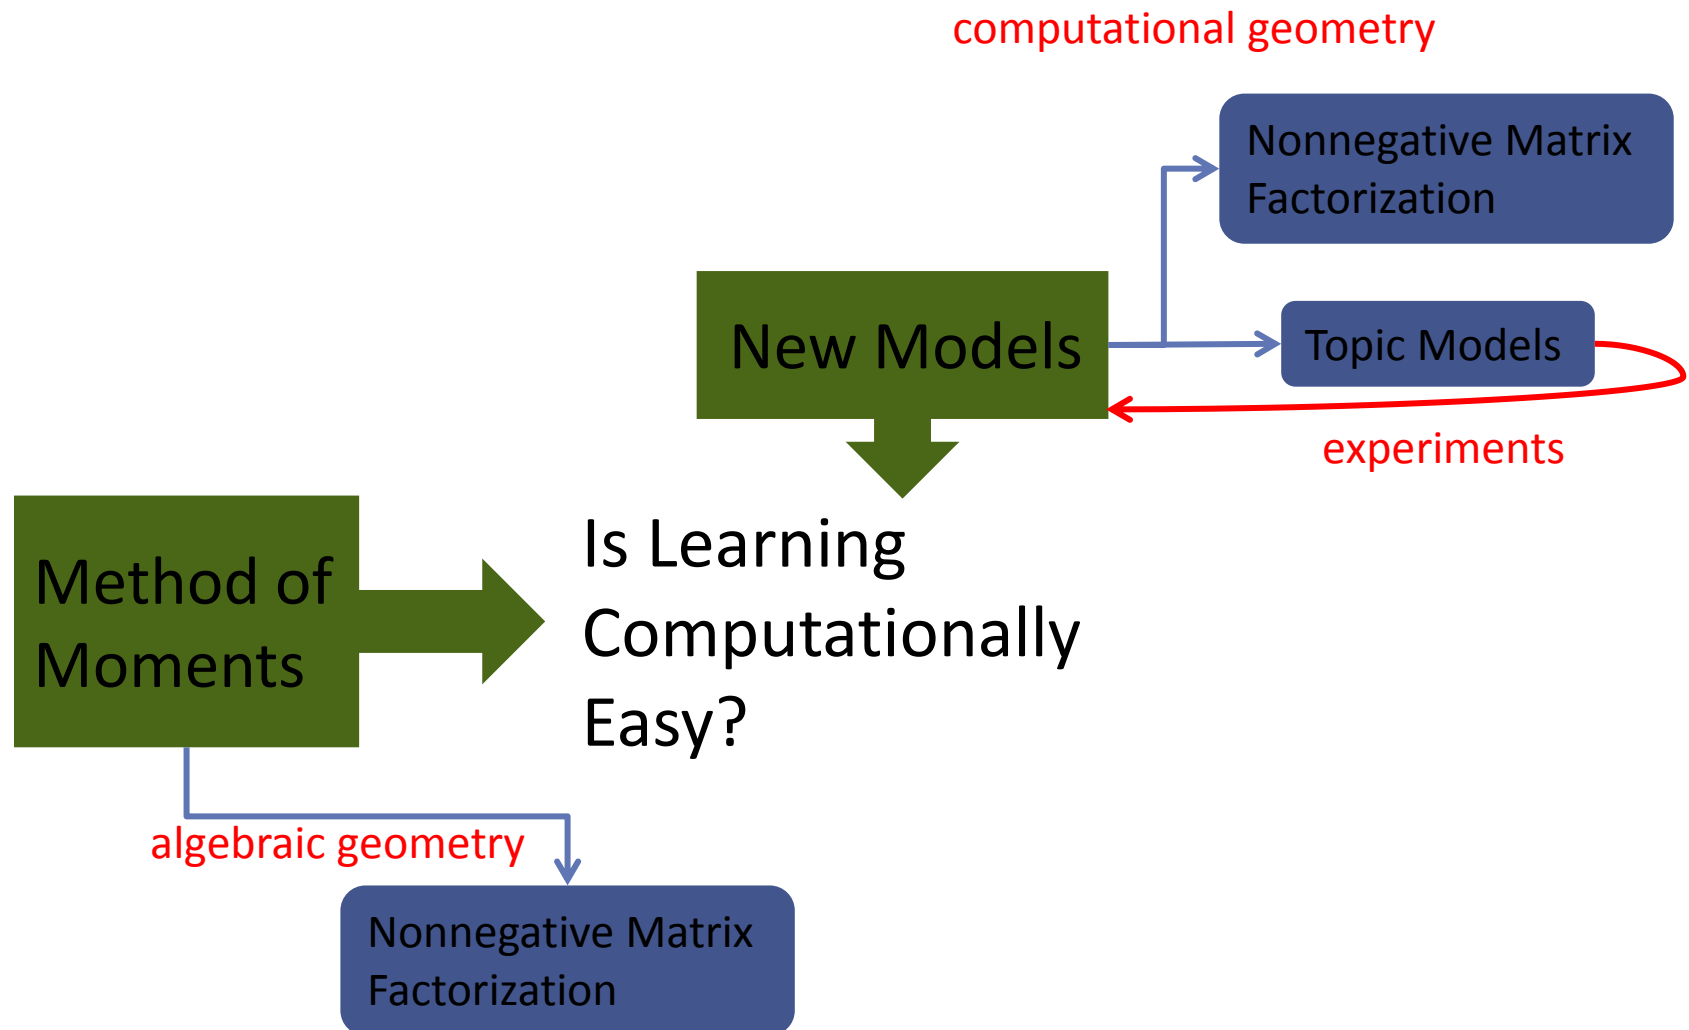 computational geometry
Nonnegative Matrix
Factorization
New Models
Topic Models
experiments
Method of
Moments
Is Learning
Computationally
Easy?
algebraic geometry
Nonnegative Matrix
Factorization